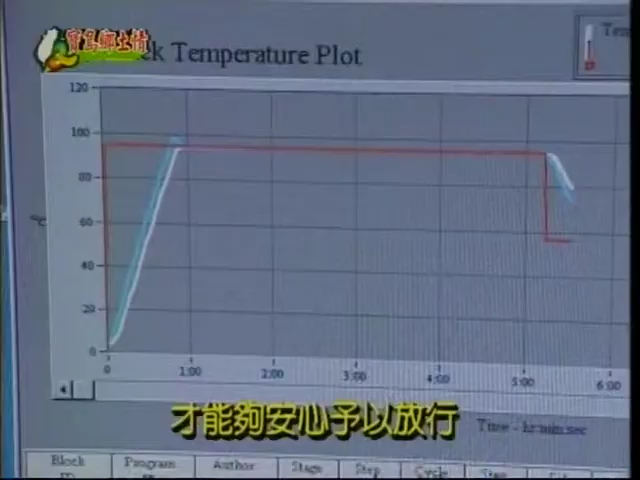 寶島鄉土情
Temperature Plot
120
100
80
60
40
20
0
0 1:00 2:00 3:00 4:00 5:00 6:00
Time - hr:min:sec
才能夠安心予以放行
Block Program Author Stage Step Cycle